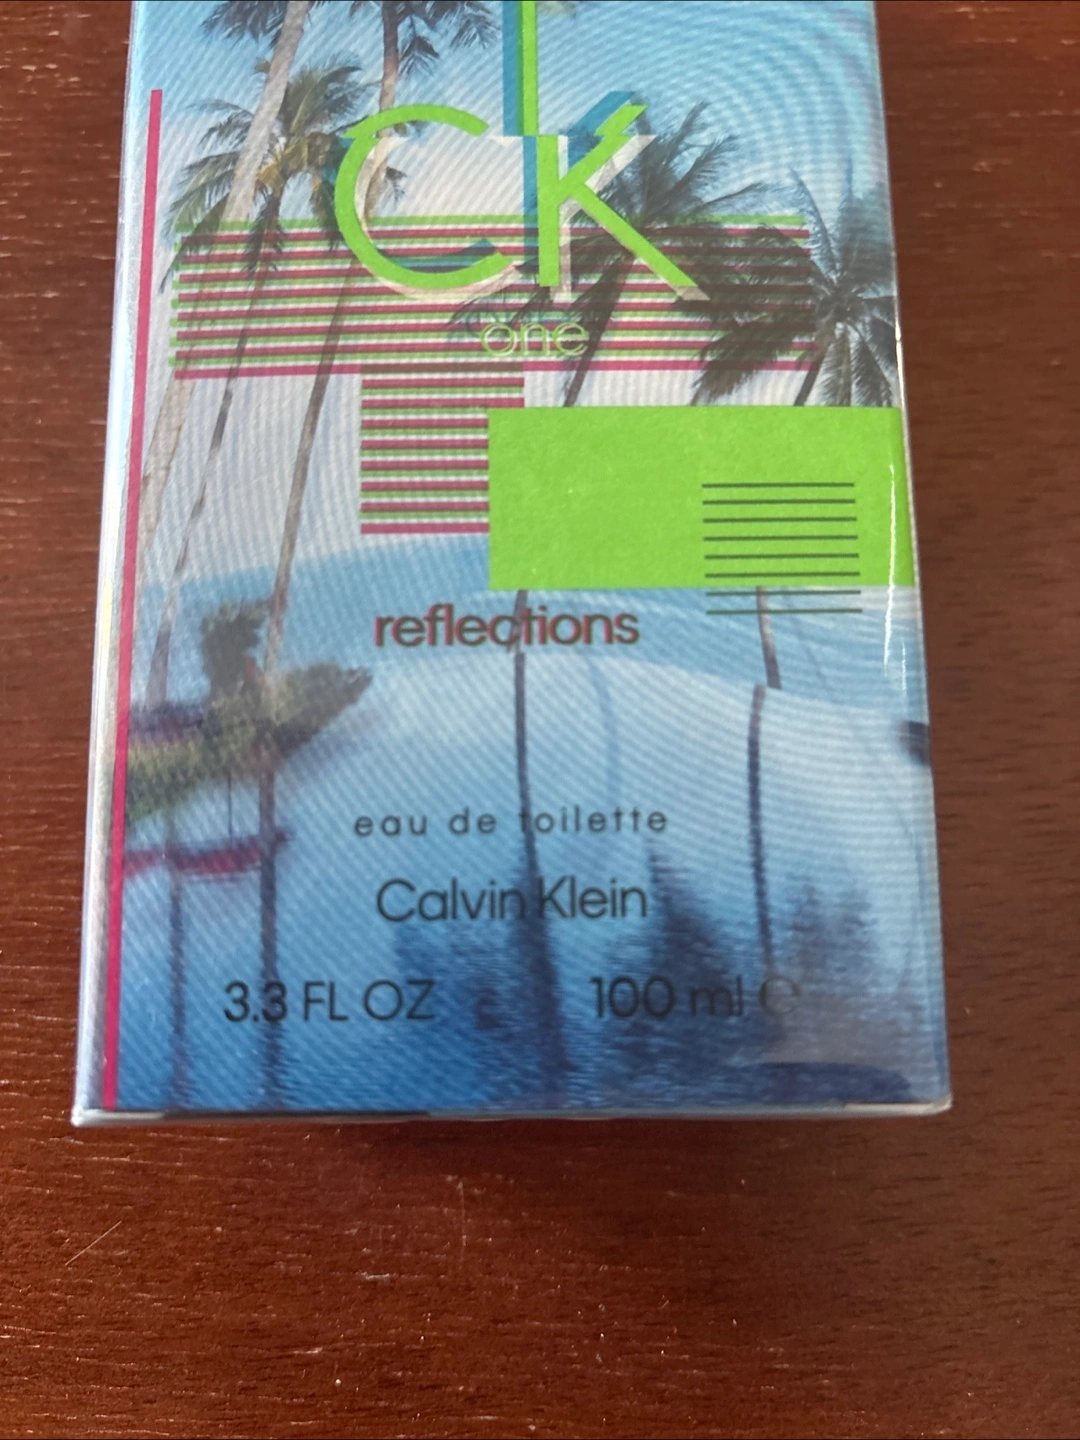 ck
one
reflections
eau de toilette
Calvin Klein
3.3 FL OZ 100 ml ℮